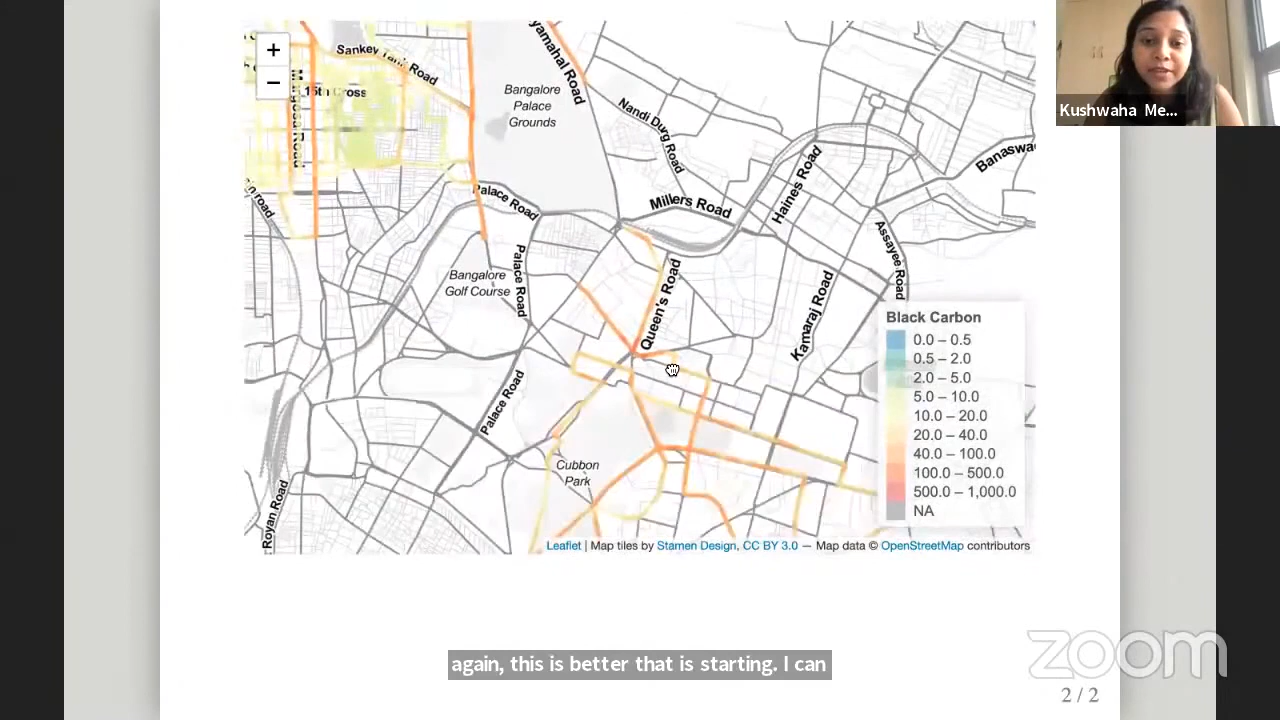 +
−
Sankey Tank Road
15th Cross
Margosa Road
Bangalore
Palace
Grounds
yamahal Road
Nandi Durg Road
Banaswa
Haines Road
Millers Road
Palace Road
Assayee Road
Palace Road
Bangalore
Golf Course
Queen's Road
Kamaraj Road
Palace Road
Cubbon
Park
Royan Road
Black Carbon
0.0 – 0.5
0.5 – 2.0
2.0 – 5.0
5.0 – 10.0
10.0 – 20.0
20.0 – 40.0
40.0 – 100.0
100.0 – 500.0
500.0 – 1,000.0
NA
Leaflet | Map tiles by Stamen Design, CC BY 3.0 — Map data © OpenStreetMap contributors
Kushwaha Me...
again, this is better that is starting. I can
zoom
2 / 2